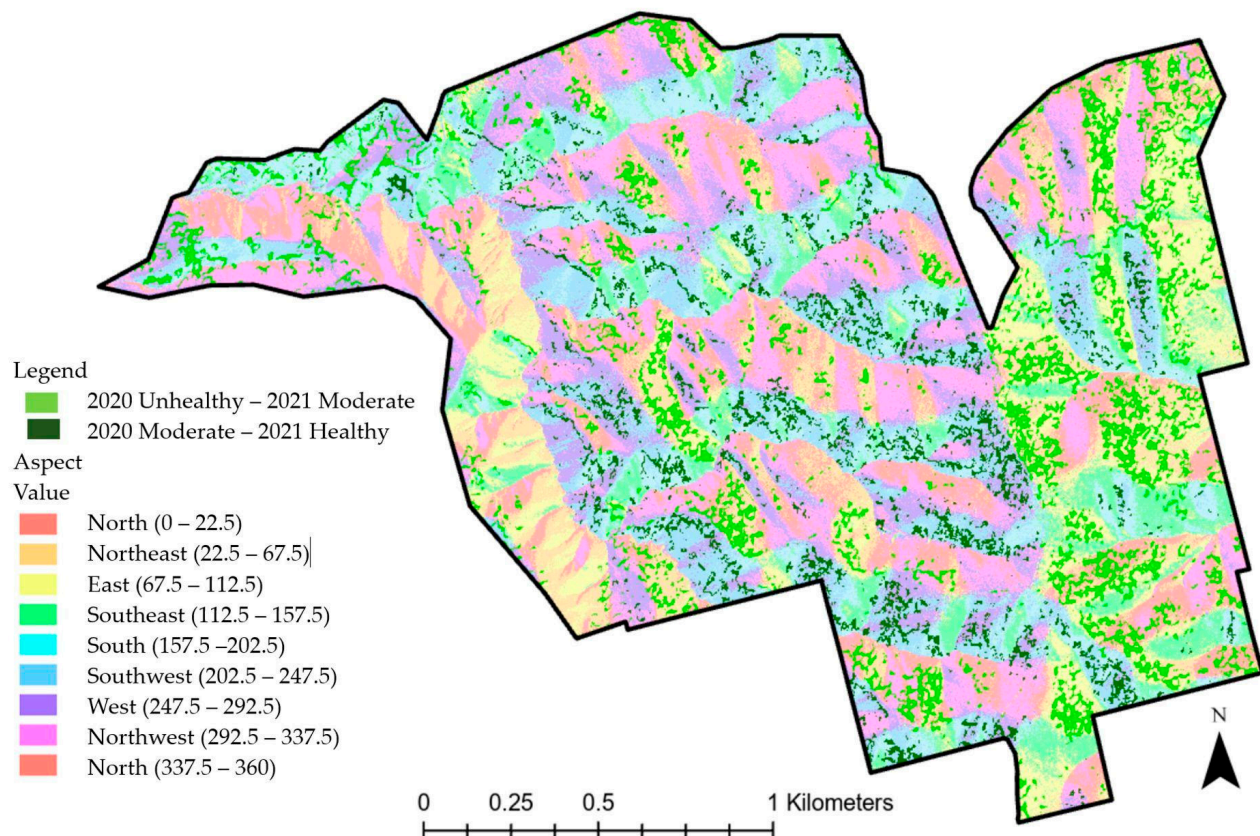 Legend
2020 Unhealthy – 2021 Moderate
2020 Moderate – 2021 Healthy
Aspect
Value
North (0 – 22.5)
Northeast (22.5 – 67.5)
East (67.5 – 112.5)
Southeast (112.5 – 157.5)
South (157.5 –202.5)
Southwest (202.5 – 247.5)
West (247.5 – 292.5)
Northwest (292.5 – 337.5)
North (337.5 – 360)
N
0 0.25 0.5 1 Kilometers